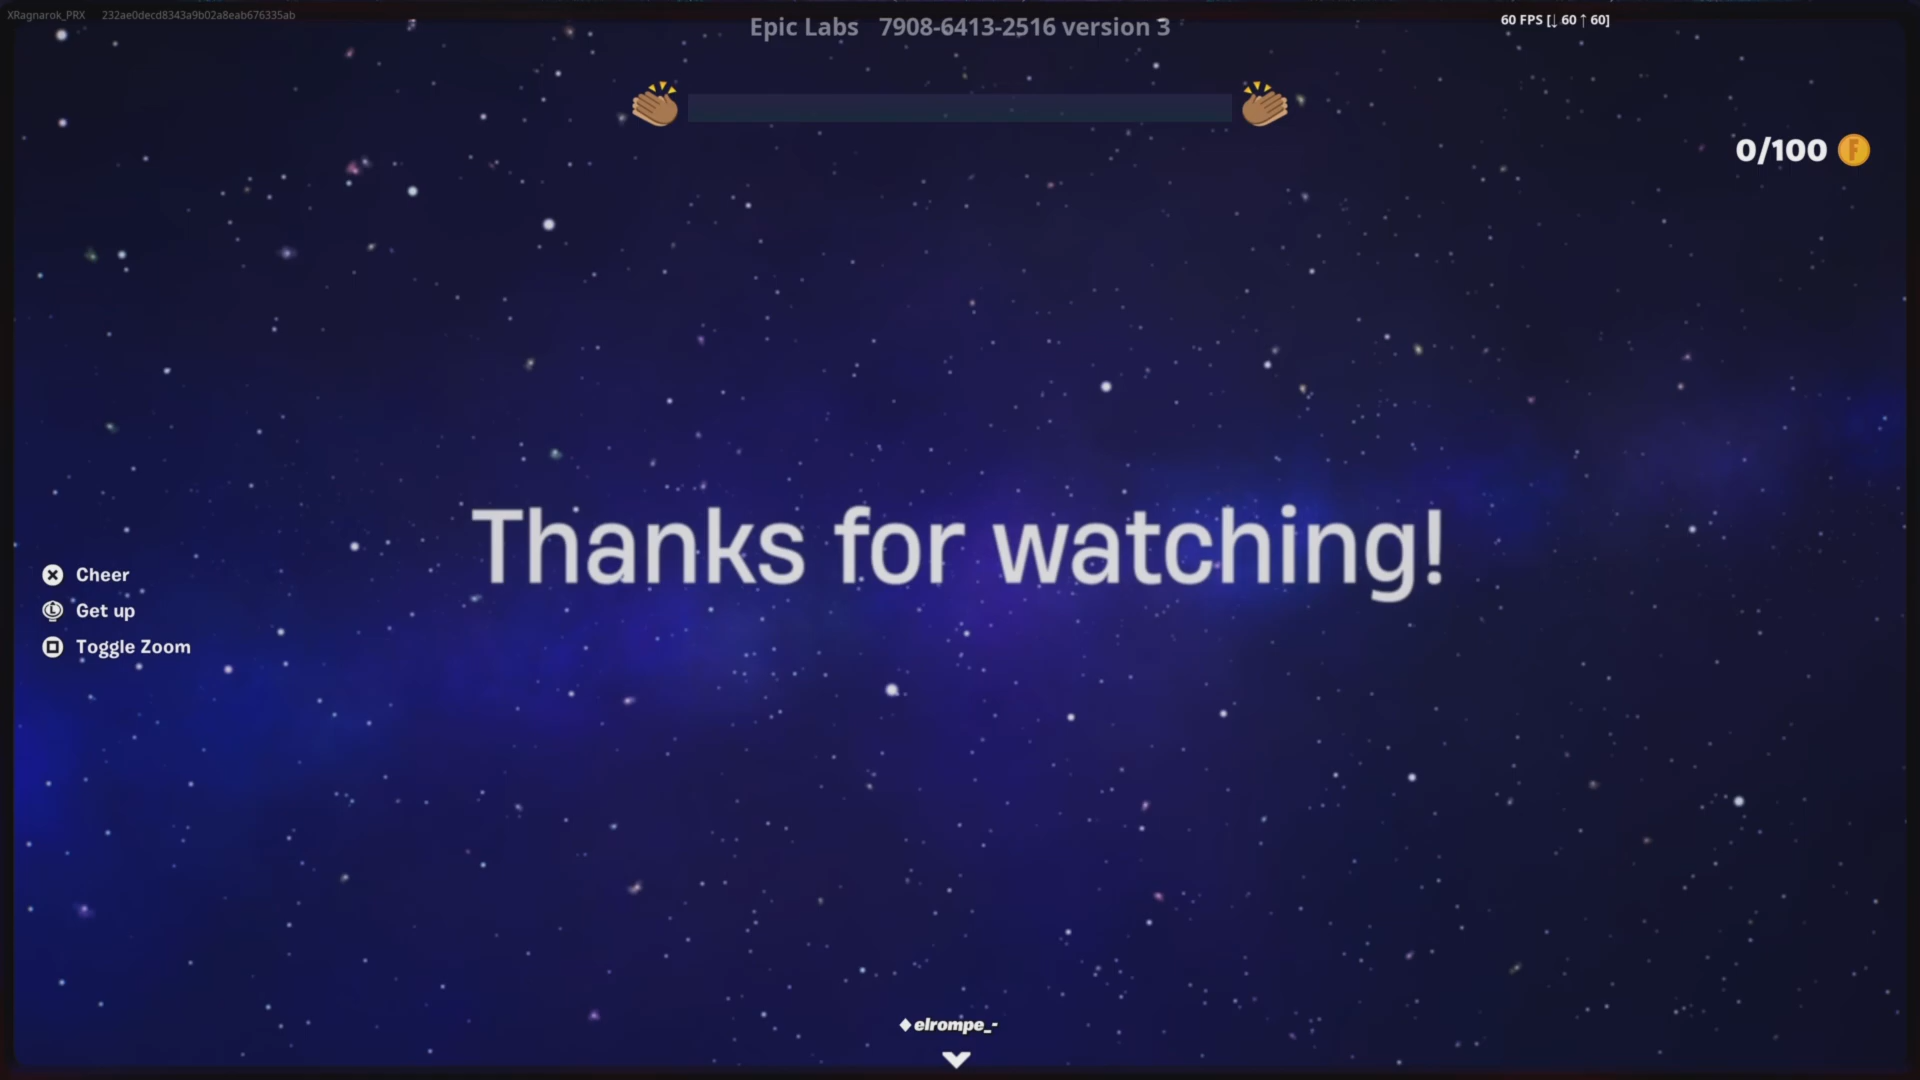 XRagnarok_PRX 232ae0decd8343a9b02a8eab676335ab
Epic Labs 7908-6413-2516 version 3
60 FPS [↓ 60 ↑ 60]
0/100 F
Thanks for watching!
Cheer
L Get up
Toggle Zoom
elrompe_-